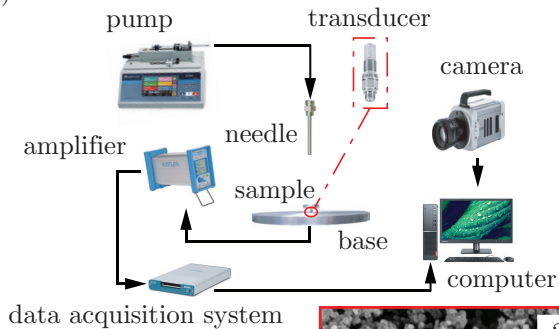 pump
transducer
camera
needle
amplifier
sample
base
computer
data acquisition system